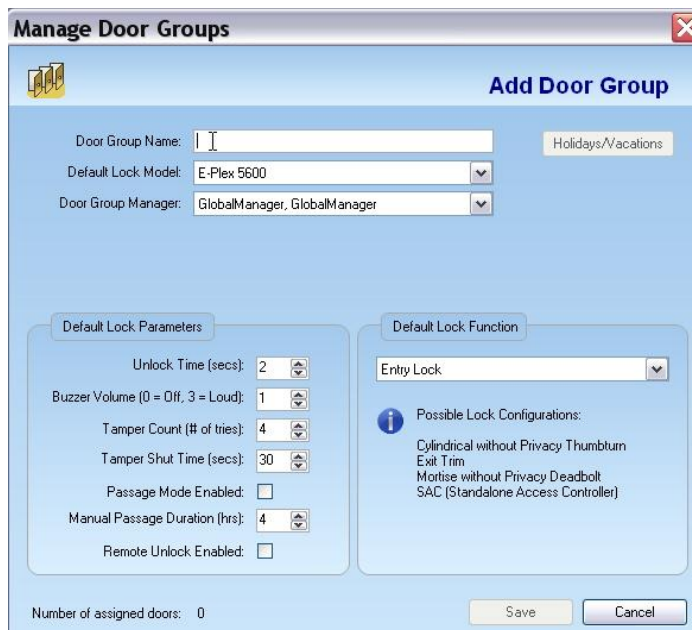 Manage Door Groups
Add Door Group
Door Group Name:
Holidays/Vacations
Default Lock Model: E-Plex 5600
Door Group Manager: GlobalManager, GlobalManager
Default Lock Parameters
Unlock Time (secs): 2
Buzzer Volume (0 = Off, 3 = Loud): 1
Tamper Count (# of tries): 4
Tamper Shut Time (secs): 30
Passage Mode Enabled:
Manual Passage Duration (hrs): 4
Remote Unlock Enabled:
Default Lock Function
Entry Lock
Possible Lock Configurations:
Cylindrical without Privacy Thumbturn
Exit Trim
Mortise without Privacy Deadbolt
SAC (Standalone Access Controller)
Number of assigned doors: 0
Save
Cancel